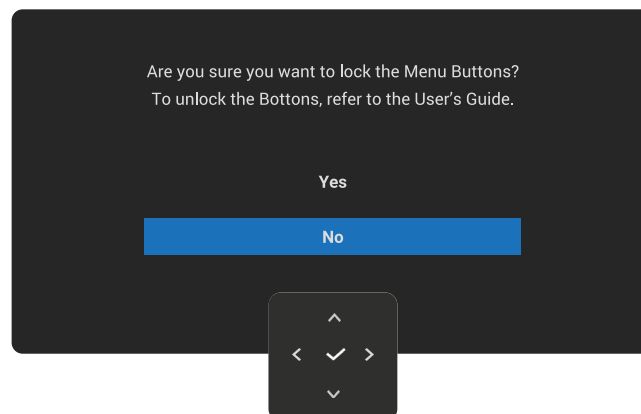 Are you sure you want to lock the Menu Buttons?
To unlock the Bottons, refer to the User’s Guide.
Yes
No